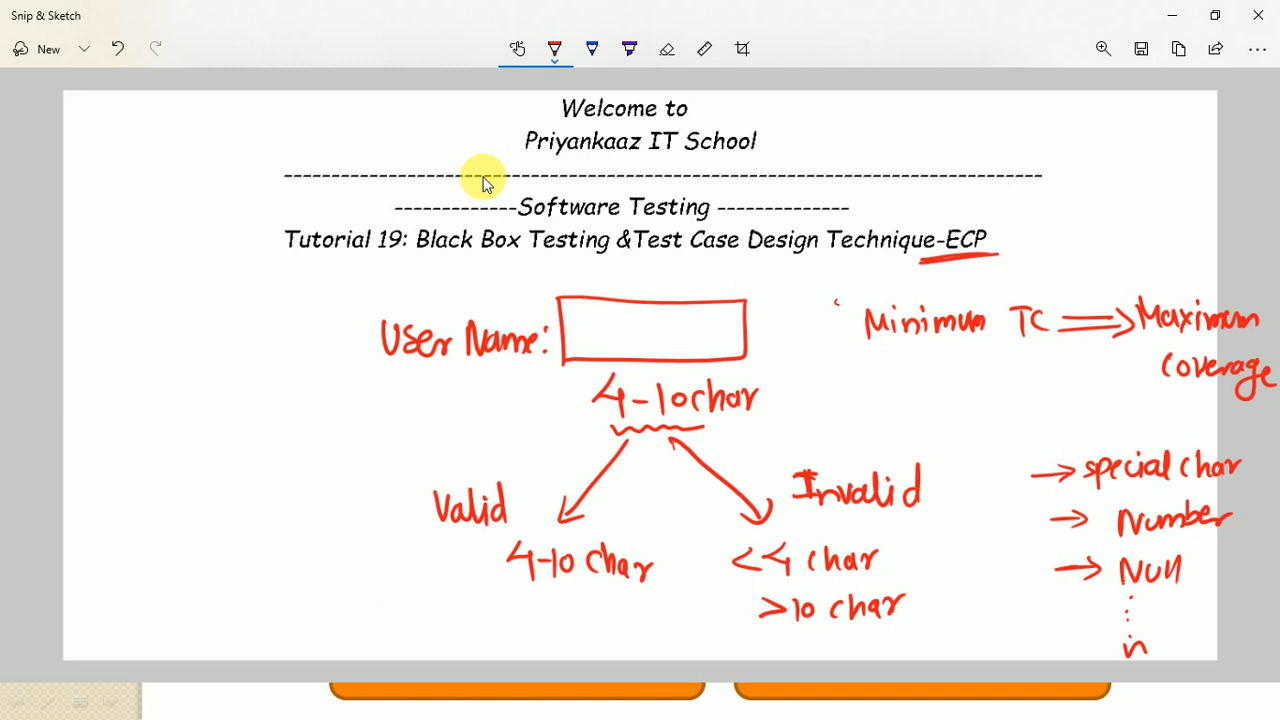 Snip & Sketch
New
Welcome to
Priyankaaz IT School
--------------------------------------------------------------------------------
-------------Software Testing --------------
Tutorial 19: Black Box Testing &Test Case Design Technique-ECP
User Name:
Minimum TC ⇒ Maximum
Coverage
4-10char
Valid
Invalid
4-10 char
<4 char
>10 char
→ special char
→ Number
→ Null
n